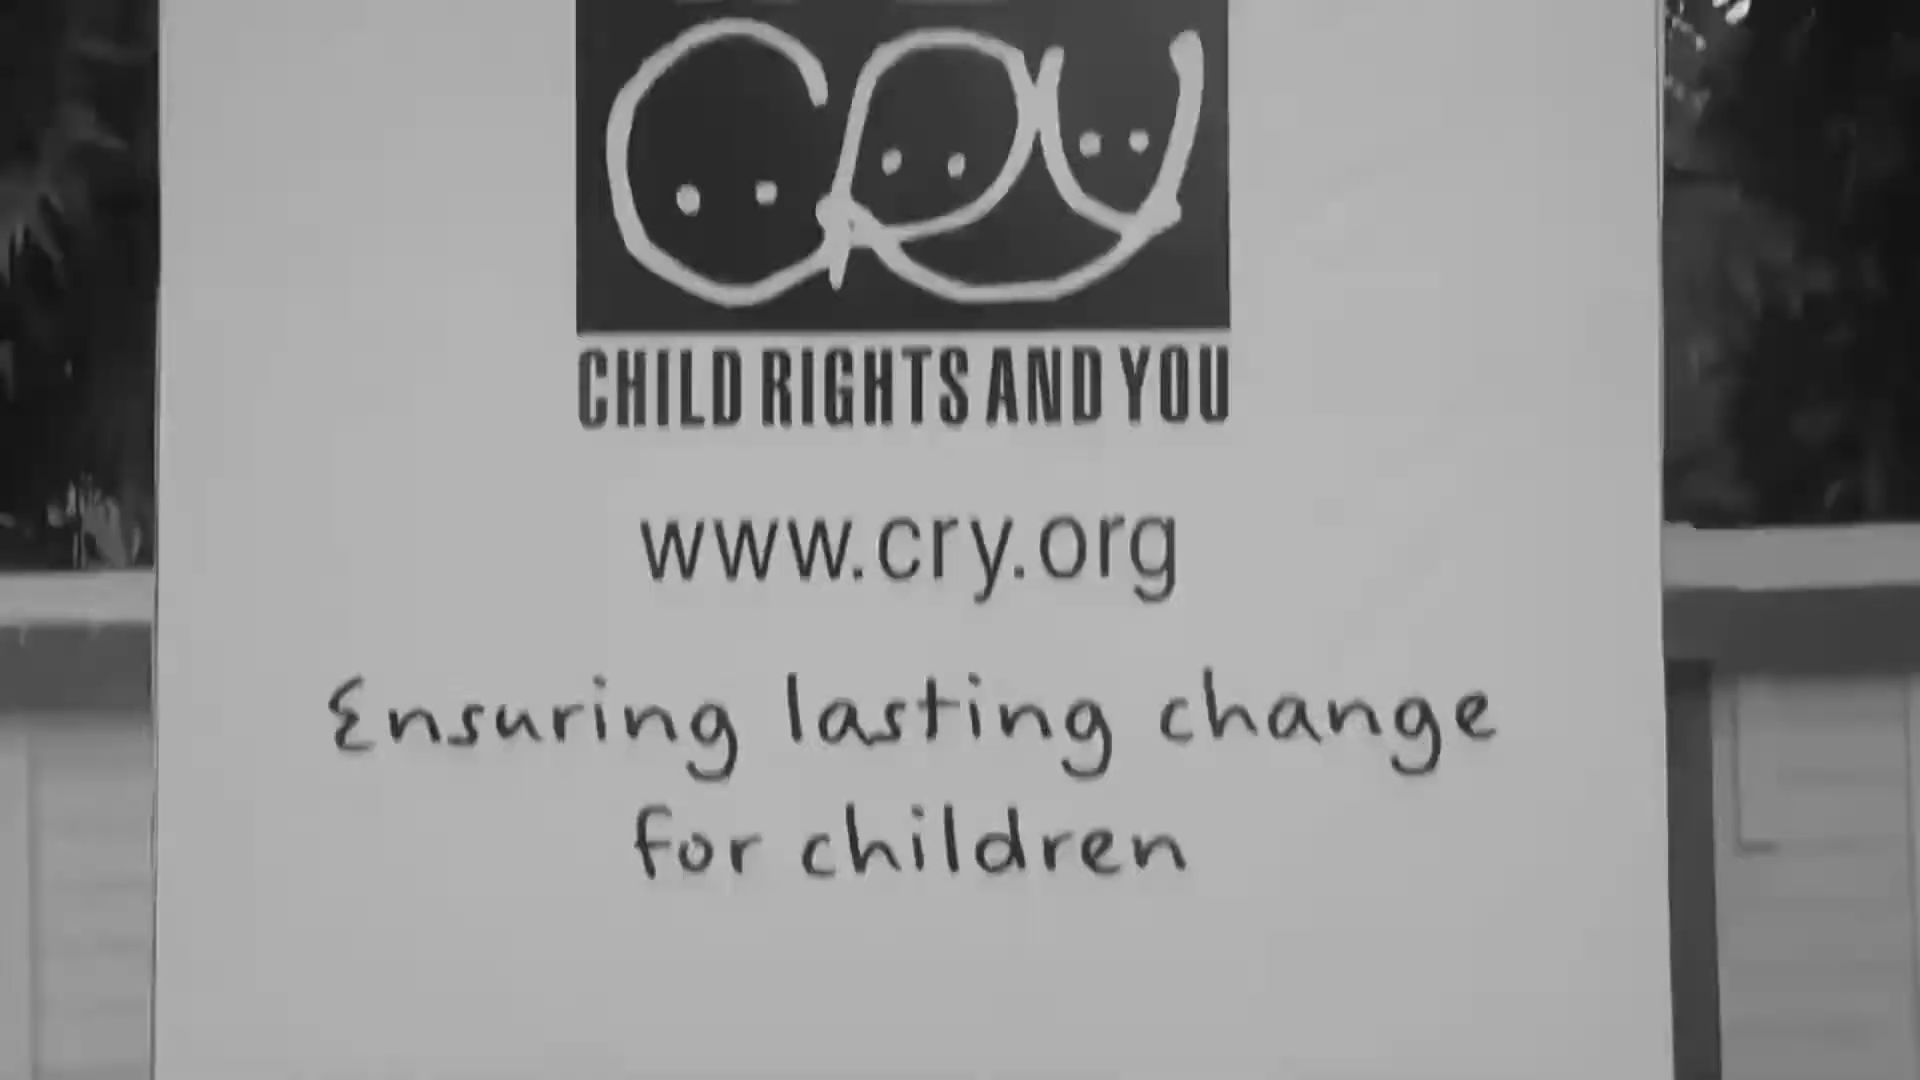 CRY
CHILD RIGHTS AND YOU
www.cry.org
Ensuring lasting change
for children